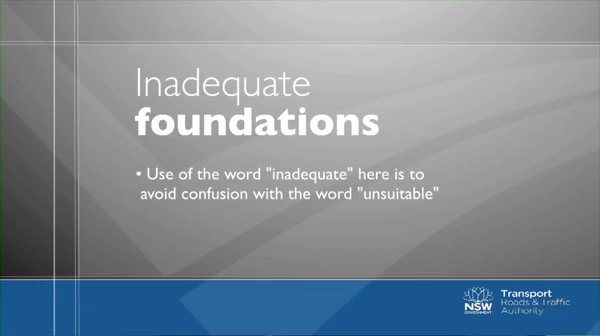 Inadequate
foundations
• Use of the word "inadequate" here is to
avoid confusion with the word "unsuitable"
NSW
GOVERNMENT
Transport
Roads & Traffic
Authority